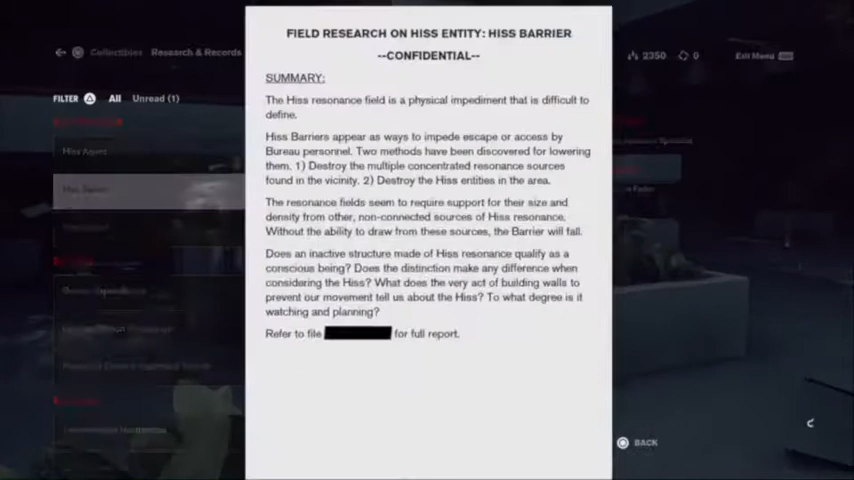 FIELD RESEARCH ON HISS ENTITY: HISS BARRIER
--CONFIDENTIAL--
SUMMARY:
The Hiss resonance field is a physical impediment that is difficult to
define.
Hiss Barriers appear as ways to impede escape or access by
Bureau personnel. Two methods have been discovered for lowering
them. 1) Destroy the multiple concentrated resonance sources
found in the vicinity. 2) Destroy the Hiss entities in the area.
The resonance fields seem to require support for their size and
density from other, non-connected sources of Hiss resonance.
Without the ability to draw from these sources, the Barrier will fall.
Does an inactive structure made of Hiss resonance qualify as a
conscious being? Does the distinction make any difference when
considering the Hiss? What does the very act of building walls to
prevent our movement tell us about the Hiss? To what degree is it
watching and planning?
Refer to file for full report.
Collectibles Research & Records
2350 0 Exit Menu
FILTER All Unread (1)
Hiss Agent
BACK